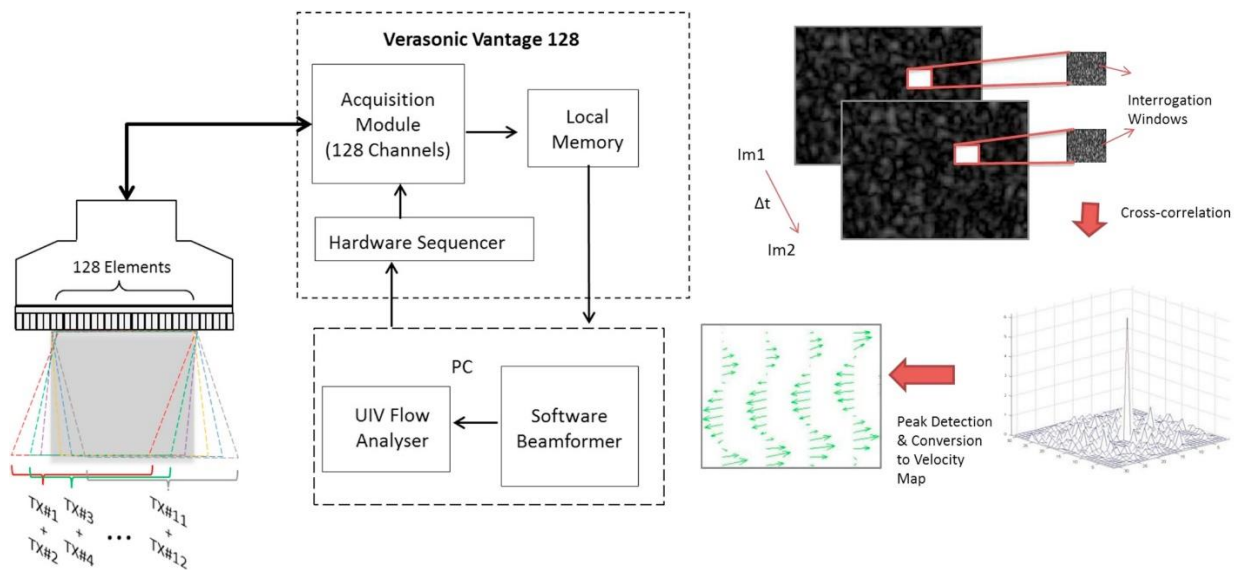 Verasonic Vantage 128
Acquisition
Module
(128 Channels)
Local
Memory
Hardware Sequencer
128 Elements
TX#1
+
TX#2
TX#3
+
TX#4
...
TX#11
+
TX#12
PC
UIV Flow
Analyser
Software
Beamformer
Im1
Δt
Im2
Interrogation
Windows
Cross-correlation
Peak Detection
& Conversion
to Velocity
Map